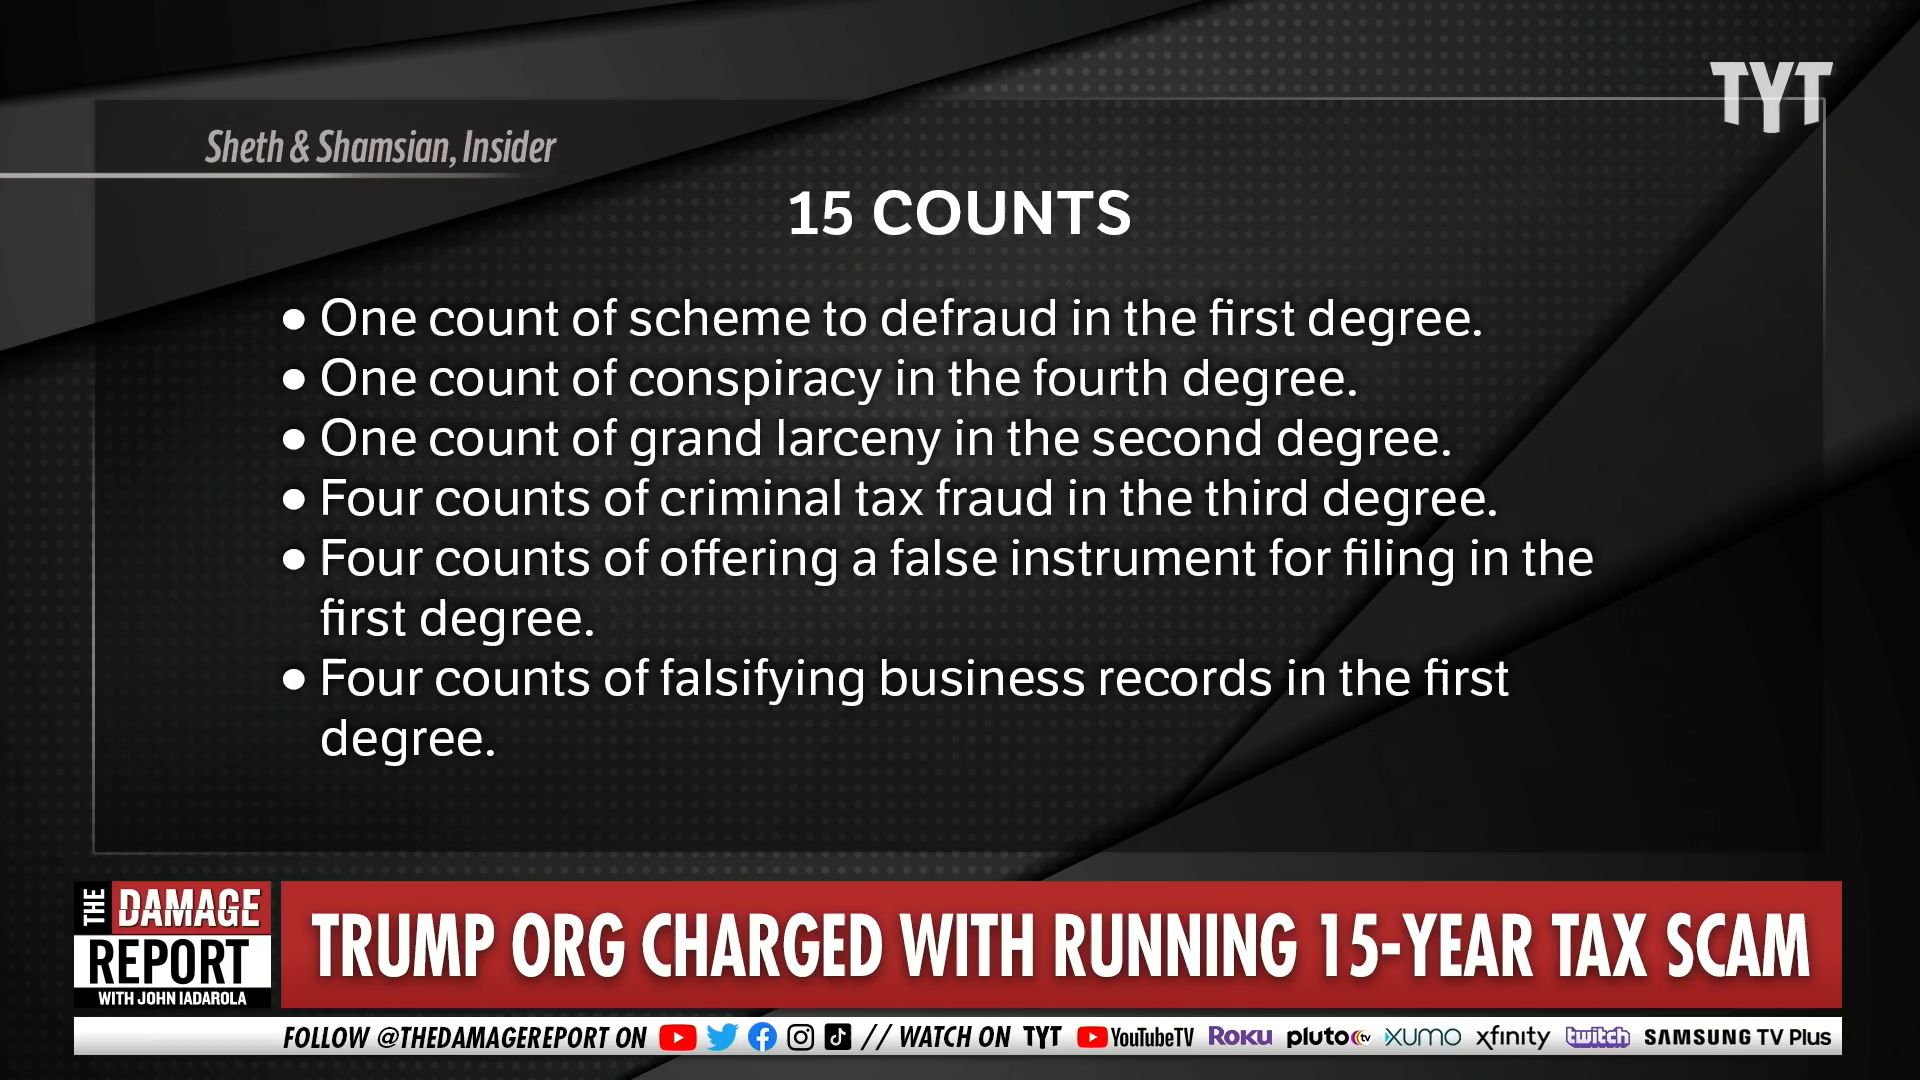 TYT
Sheth & Shamsian, Insider
15 COUNTS
• One count of scheme to defraud in the first degree.
• One count of conspiracy in the fourth degree.
• One count of grand larceny in the second degree.
• Four counts of criminal tax fraud in the third degree.
• Four counts of offering a false instrument for filing in the
first degree.
• Four counts of falsifying business records in the first
degree.
THE DAMAGE
REPORT
WITH JOHN IADAROLA
TRUMP ORG CHARGED WITH RUNNING 15-YEAR TAX SCAM
FOLLOW @THEDAMAGEREPORT ON // WATCH ON TYT YouTubeTV ROKU pluto tv XUMO xfinity twitch SAMSUNG TV Plus